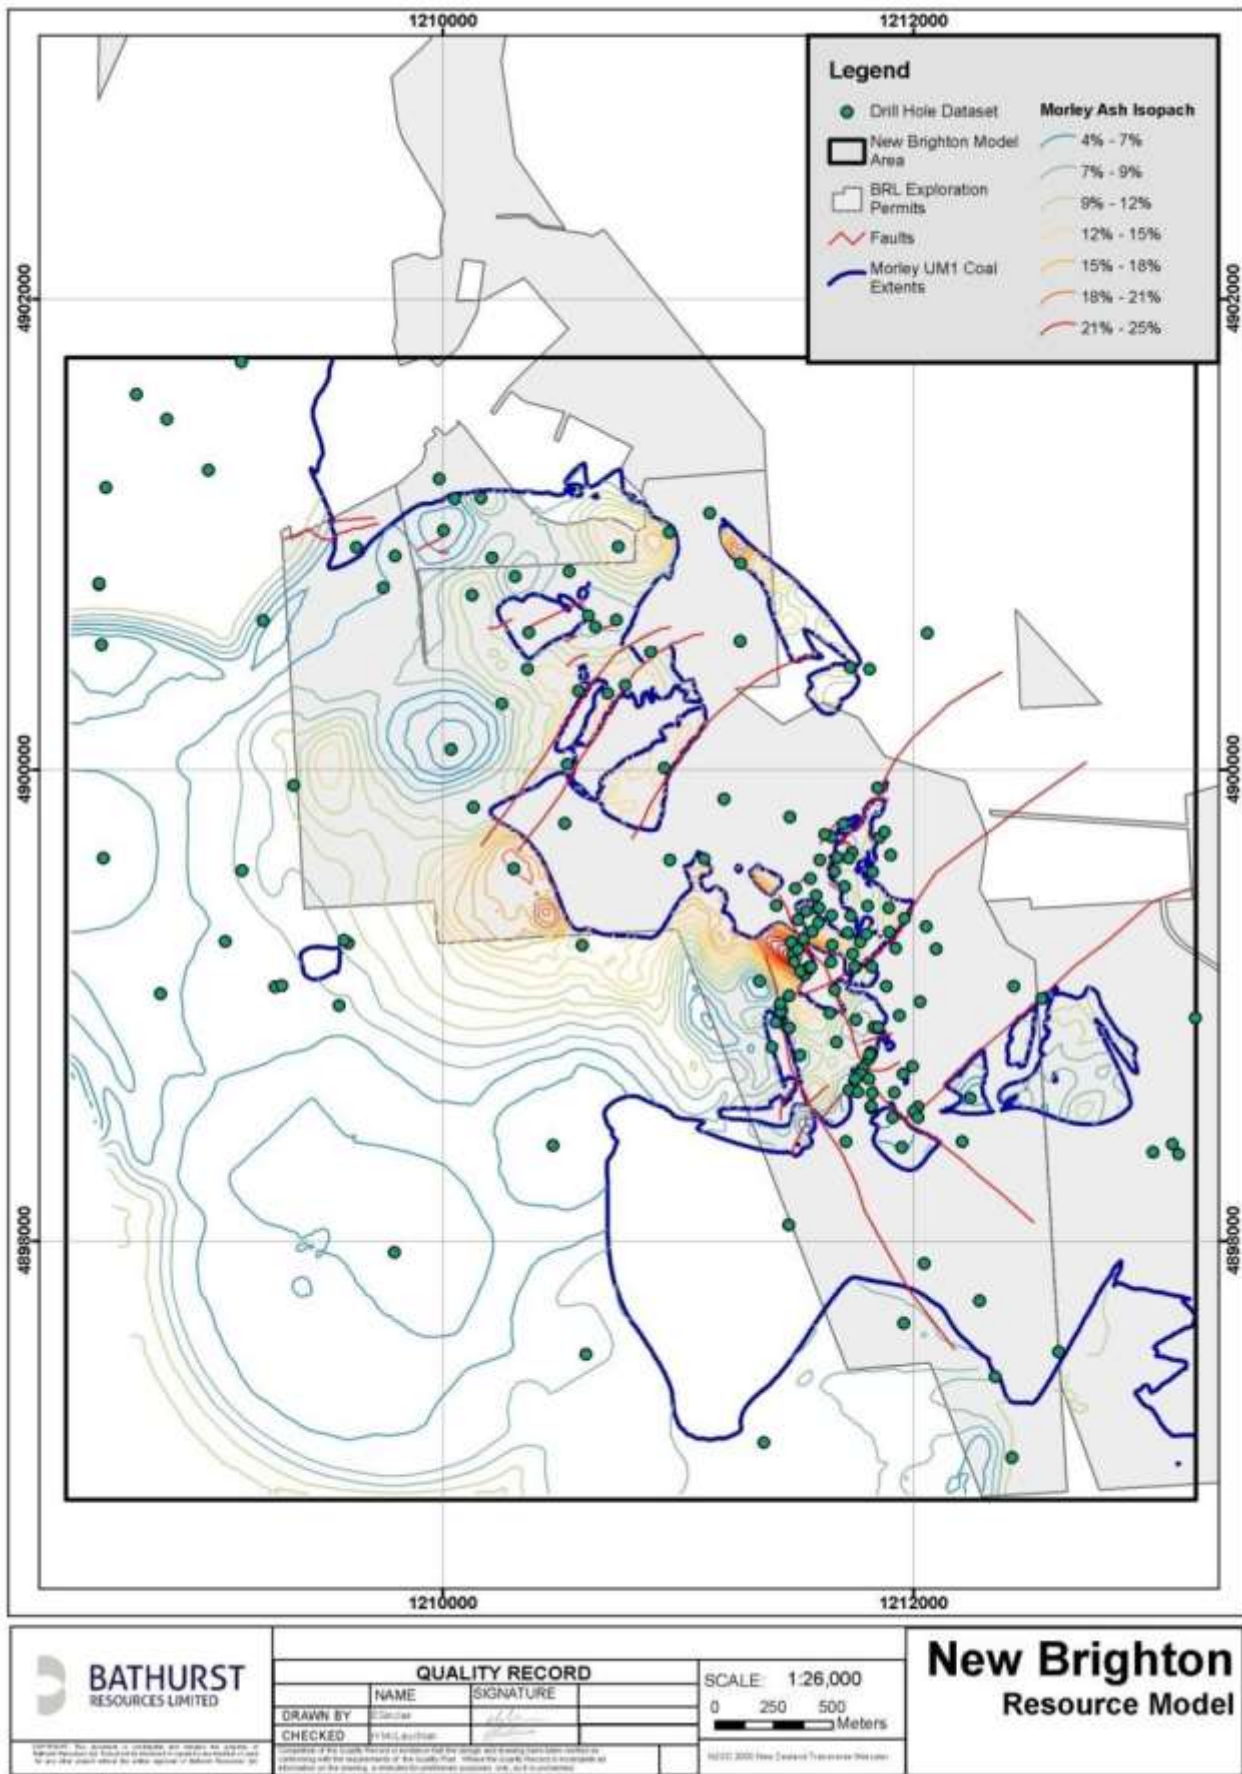 1210000
1212000
Legend
Drill Hole Dataset
New Brighton Model
Area
BRL Exploration
Permits
Faults
Morley UM1 Coal
Extents
Morley Ash Isopach
4% - 7%
7% - 9%
9% - 12%
12% - 15%
15% - 18%
18% - 21%
21% - 25%
4902000
4902000
4900000
4900000
4898000
4898000
1210000
1212000
BATHURST
RESOURCES LIMITED
QUALITY RECORD
NAME
SIGNATURE
DRAWN BY
CHECKED
SCALE: 1:26,000
0 250 500
Meters
New Brighton
Resource Model